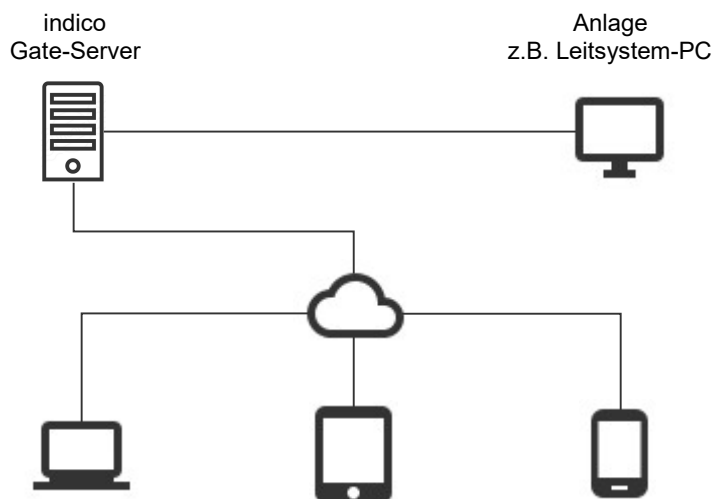 indico
Gate-Server
Anlage
z.B. Leitsystem-PC